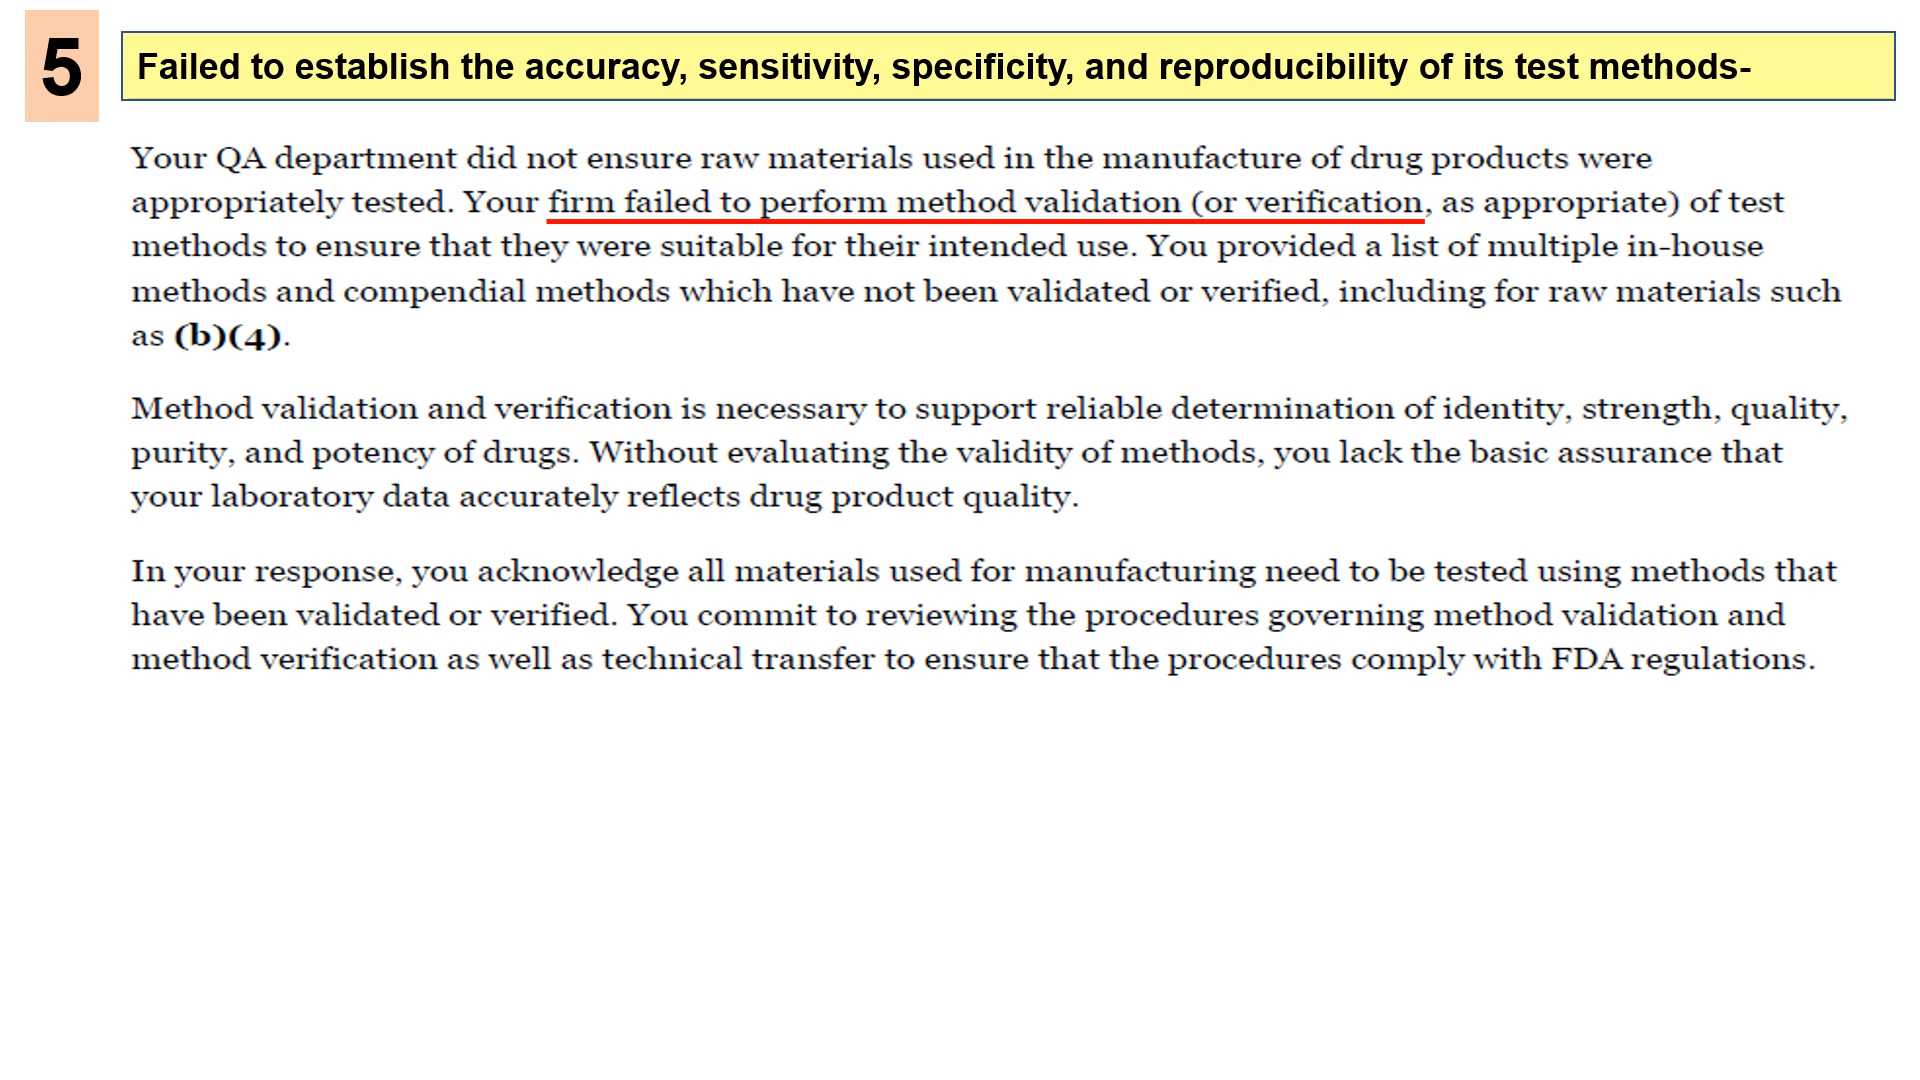 5
Failed to establish the accuracy, sensitivity, specificity, and reproducibility of its test methods-
Your QA department did not ensure raw materials used in the manufacture of drug products were
appropriately tested. Your firm failed to perform method validation (or verification, as appropriate) of test
methods to ensure that they were suitable for their intended use. You provided a list of multiple in-house
methods and compendial methods which have not been validated or verified, including for raw materials such
as (b)(4).
Method validation and verification is necessary to support reliable determination of identity, strength, quality,
purity, and potency of drugs. Without evaluating the validity of methods, you lack the basic assurance that
your laboratory data accurately reflects drug product quality.
In your response, you acknowledge all materials used for manufacturing need to be tested using methods that
have been validated or verified. You commit to reviewing the procedures governing method validation and
method verification as well as technical transfer to ensure that the procedures comply with FDA regulations.